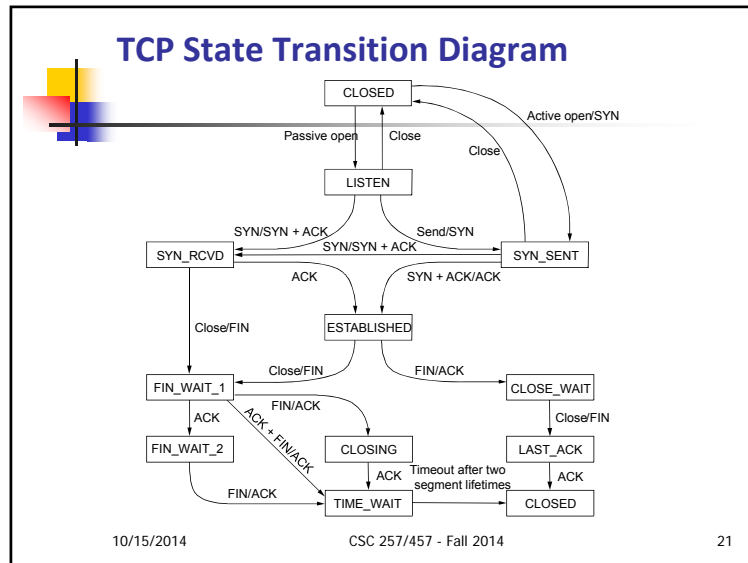 TCP State Transition Diagram
CLOSED
Active open/SYN
Passive open
Close
Close
LISTEN
SYN/SYN + ACK
Send/SYN
SYN/SYN + ACK
SYN_RCVD
SYN_SENT
ACK
SYN + ACK/ACK
Close/FIN
ESTABLISHED
Close/FIN
FIN/ACK
FIN_WAIT_1
CLOSE_WAIT
FIN/ACK
ACK
ACK + FIN/ACK
Close/FIN
FIN_WAIT_2
CLOSING
LAST_ACK
ACK
Timeout after two
segment lifetimes
ACK
FIN/ACK
TIME_WAIT
CLOSED
10/15/2014
CSC 257/457 - Fall 2014
21